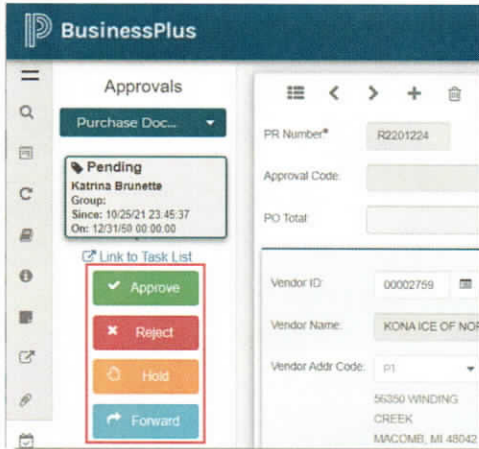 BusinessPlus
Approvals
Purchase Doc...
Pending
Katrina Brunette
Group:
Since: 10/25/21 23:45:37
On: 12/31/50 00:00:00
Link to Task List
Approve
Reject
Hold
Forward
PR Number*
R2201224
Approval Code:
PO Total:
Vendor ID:
00002759
Vendor Name:
KONA ICE OF NOR
Vendor Addr Code:
P1
56350 WINDING
CREEK
MACOMB, MI 48042